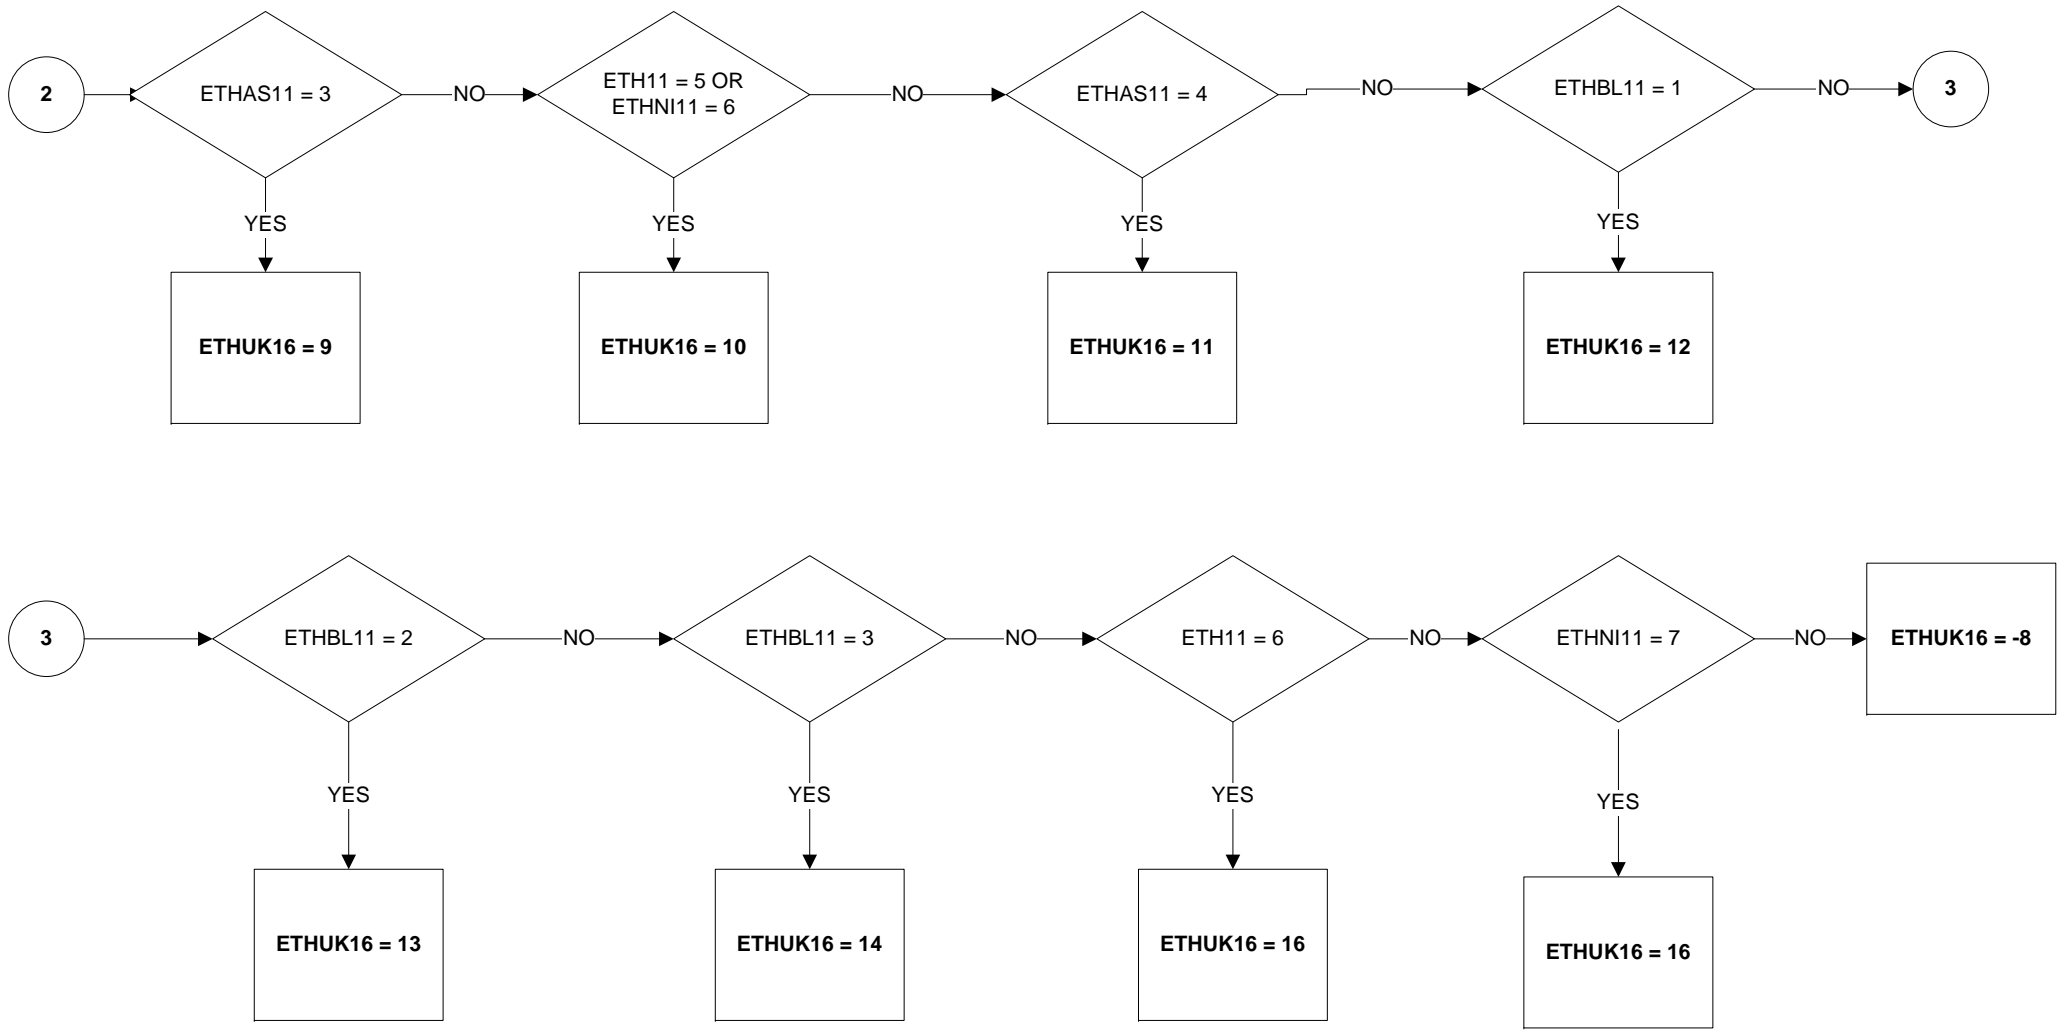 2
ETHAS11 = 3
NO
ETH11 = 5 OR
ETHNI11 = 6
NO
ETHAS11 = 4
NO
ETHBL11 = 1
NO
3
YES
YES
YES
YES
ETHUK16 = 9
ETHUK16 = 10
ETHUK16 = 11
ETHUK16 = 12
3
ETHBL11 = 2
NO
ETHBL11 = 3
NO
ETH11 = 6
NO
ETHNI11 = 7
NO
ETHUK16 = -8
YES
YES
YES
YES
ETHUK16 = 13
ETHUK16 = 14
ETHUK16 = 16
ETHUK16 = 16